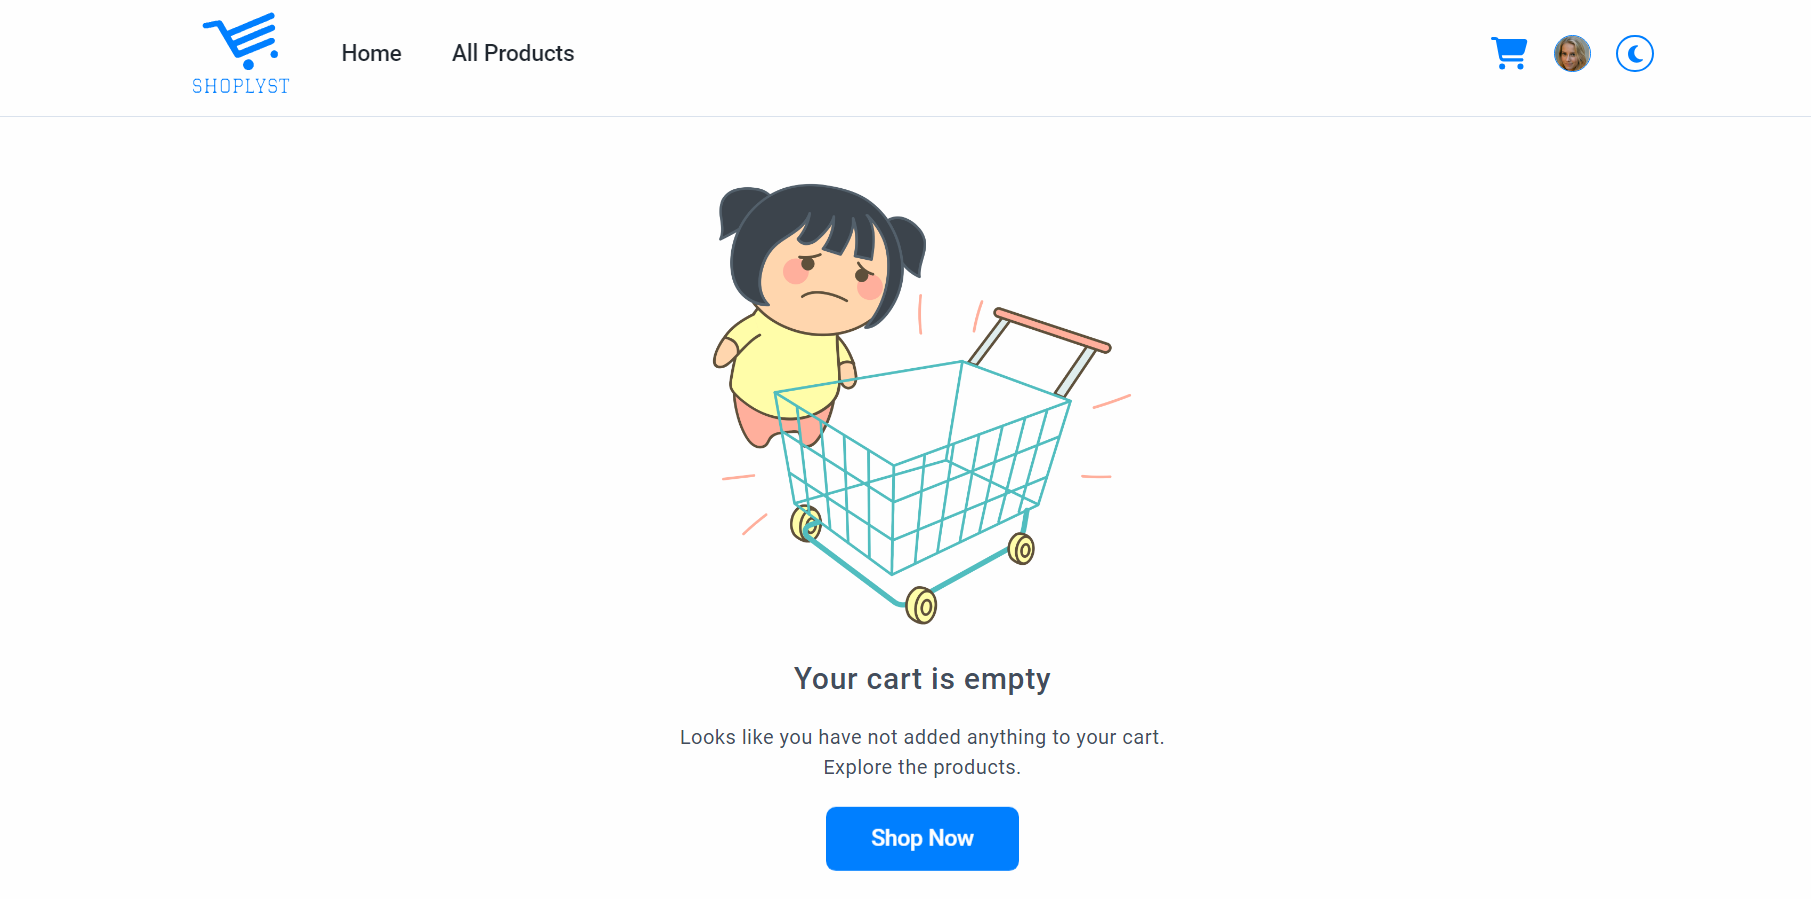 SHOPLYST
Home
All Products
Your cart is empty
Looks like you have not added anything to your cart.
Explore the products.
Shop Now